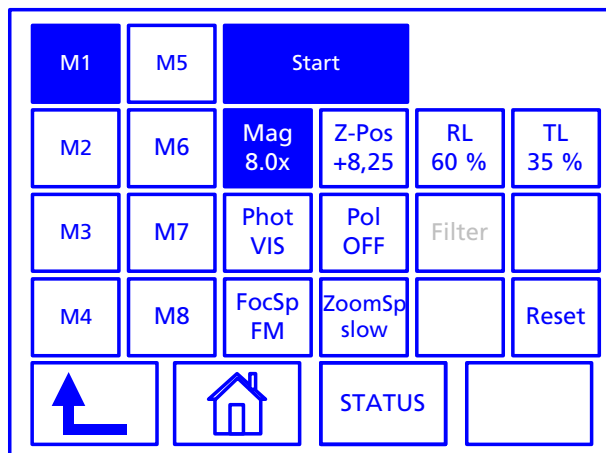 M1
M5
Start
M2
M6
Mag
8.0x
Z-Pos
+8,25
RL
60 %
TL
35 %
M3
M7
Phot
VIS
Pol
OFF
Filter
M4
M8
FocSp
FM
ZoomSp
slow
Reset
STATUS